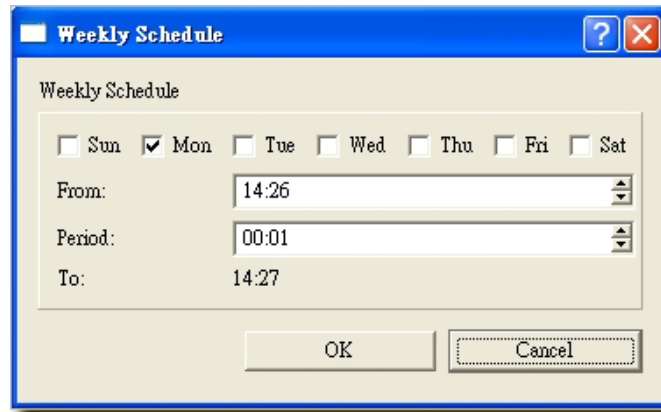 Weekly Schedule
Weekly Schedule
Sun Mon Tue Wed Thu Fri Sat
From: 14:26
Period: 00:01
To: 14:27
OK Cancel